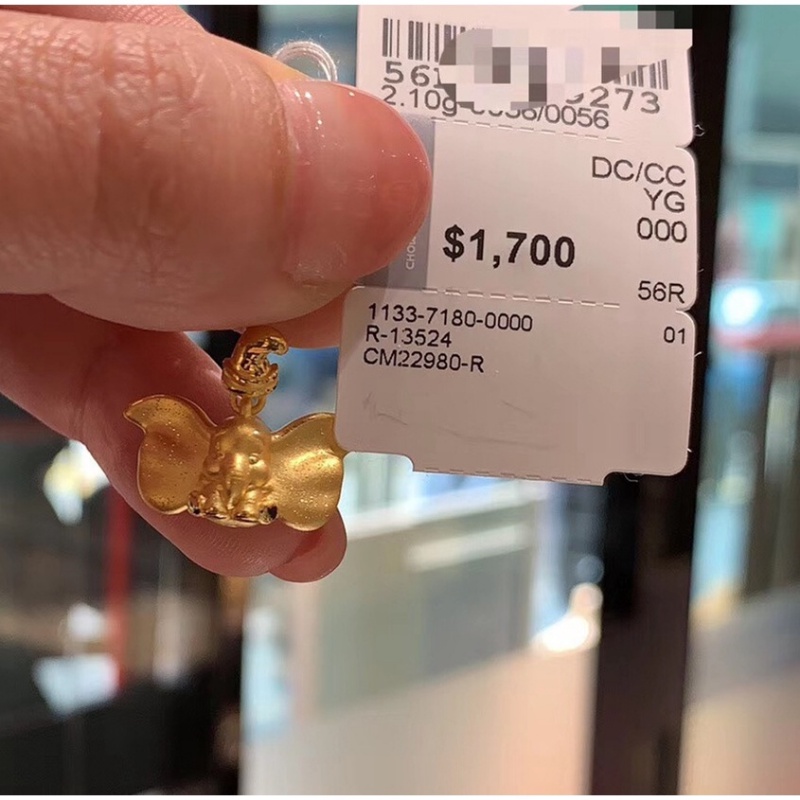 2.10g
DC/CC
YG
000
$1,700
56R
1133-7180-0000
01
R-13524
CM22980-R